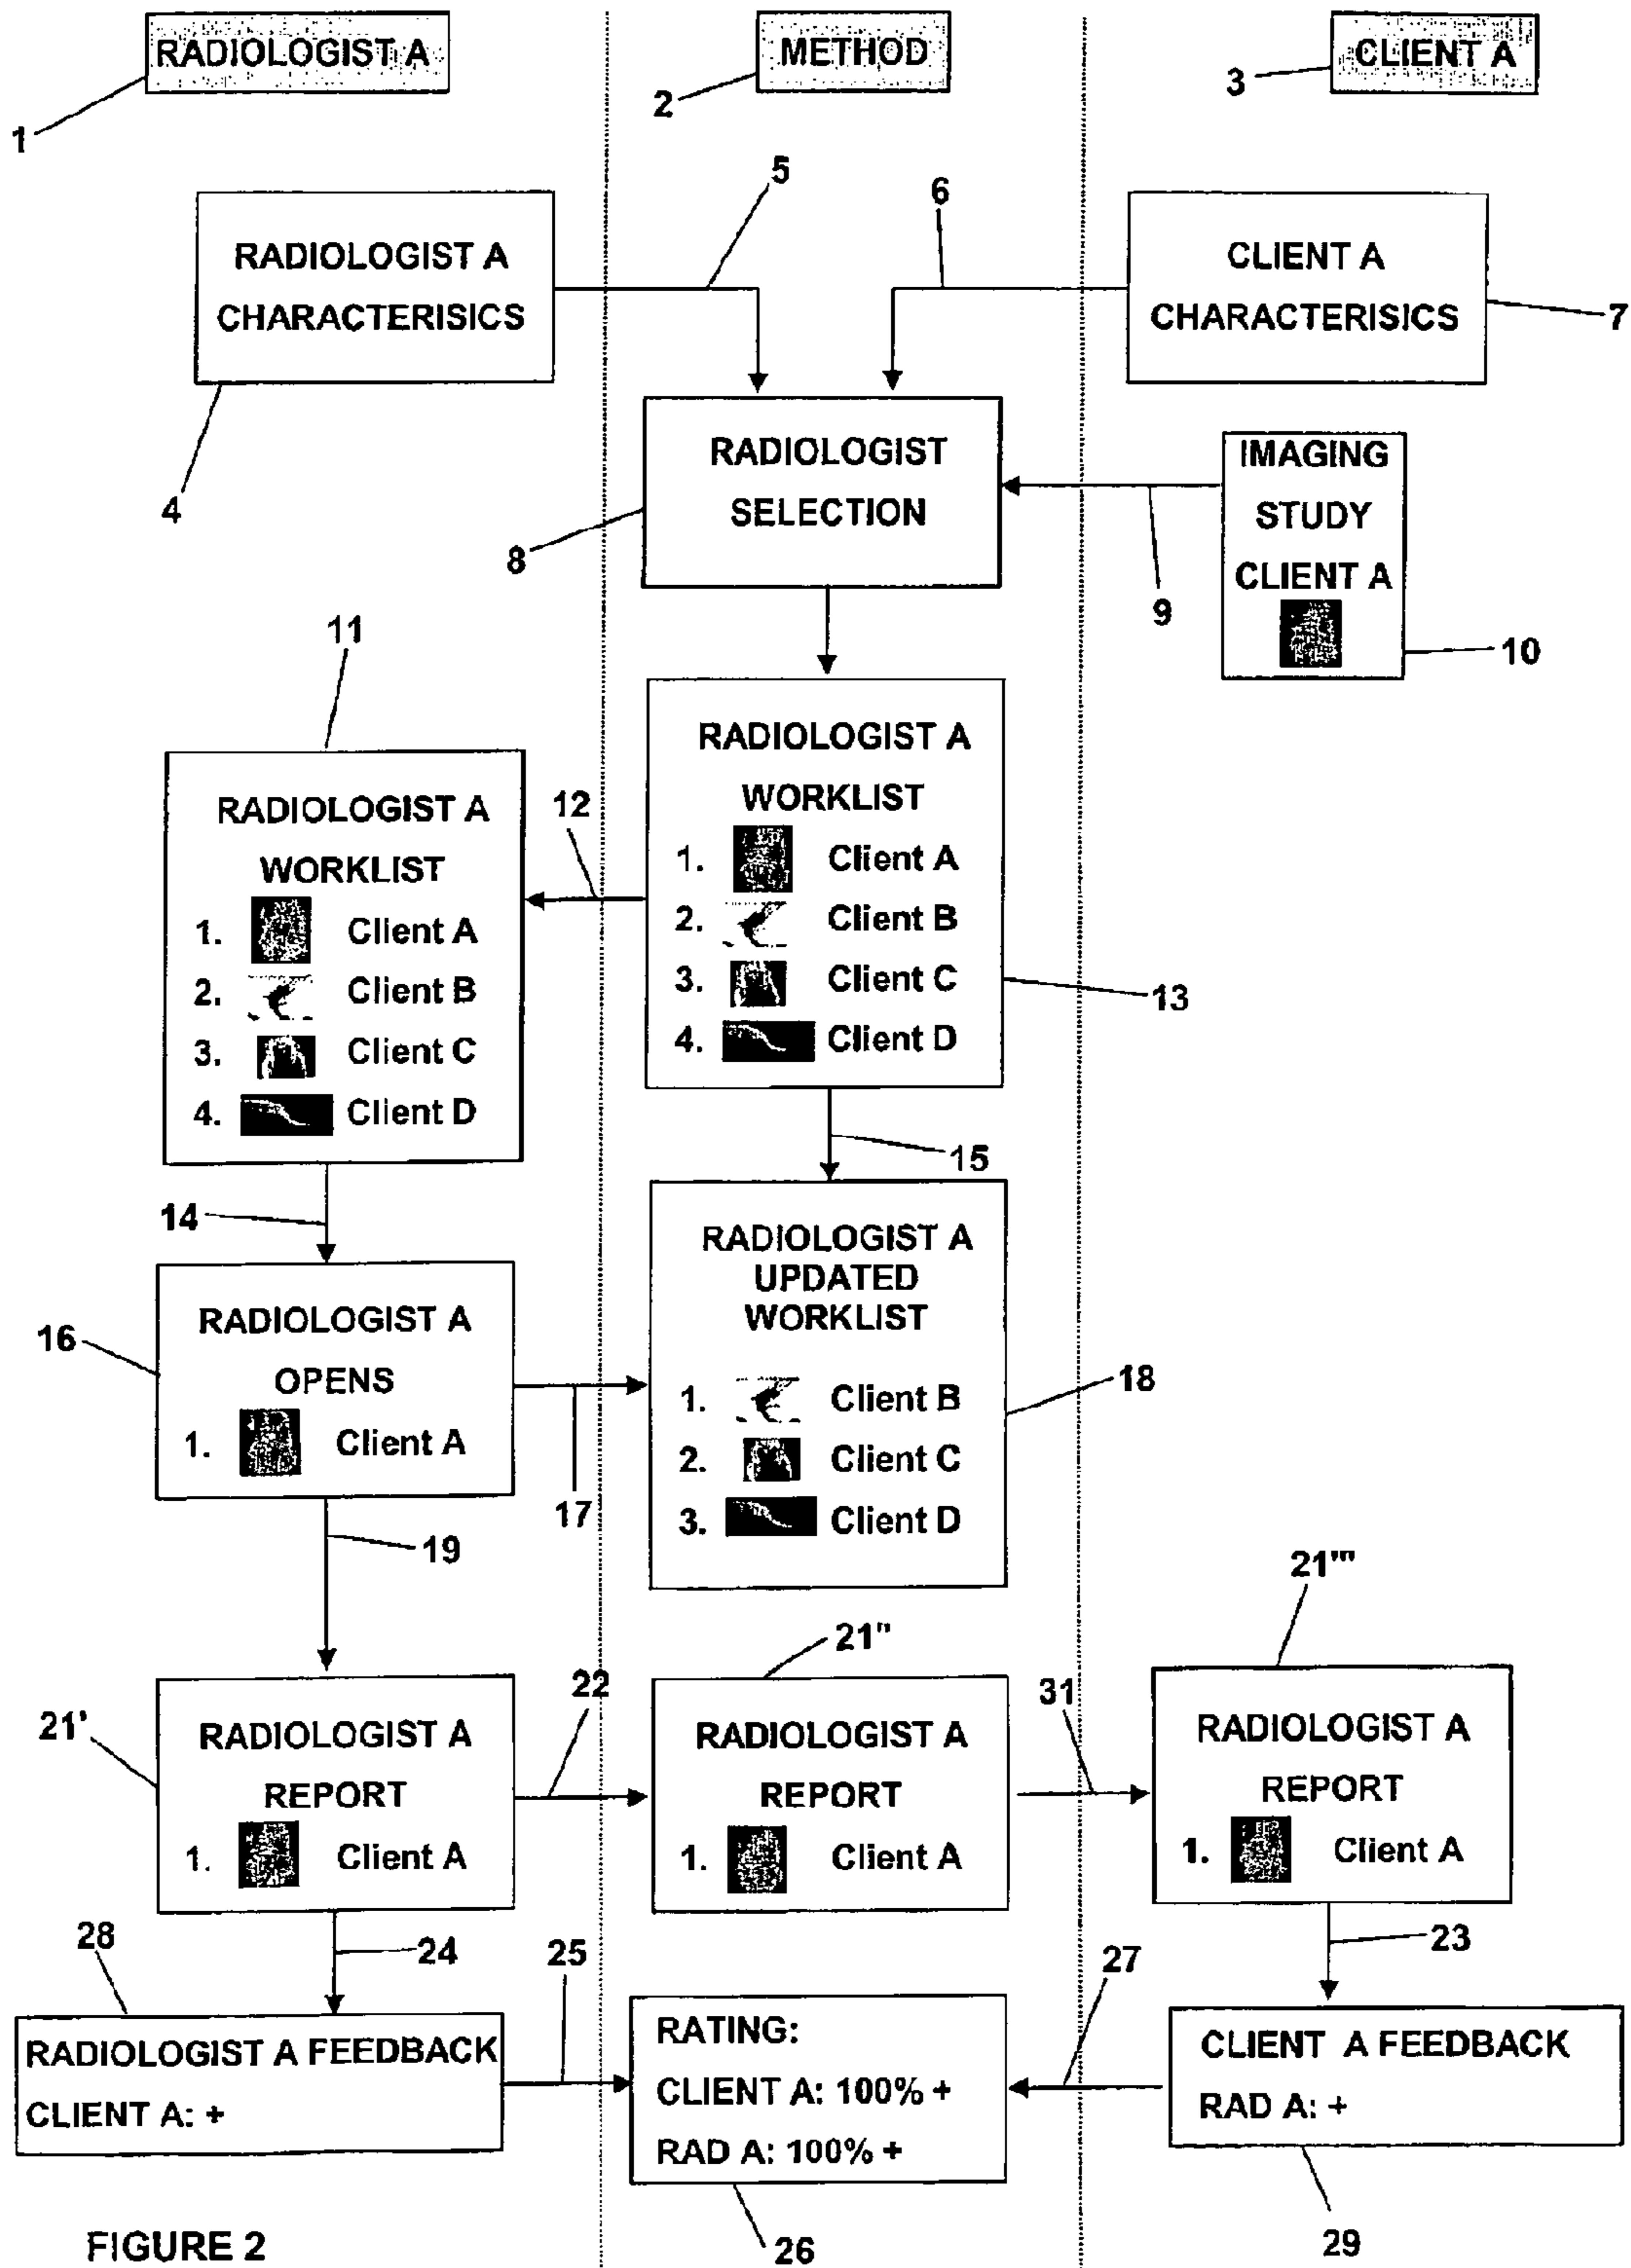 RADIOLOGIST A
METHOD
CLIENT A
1
2
3
5
6
RADIOLOGIST A
CHARACTERISICS
CLIENT A
CHARACTERISICS
7
4
RADIOLOGIST
SELECTION
8
IMAGING
STUDY
CLIENT A
9
10
11
RADIOLOGIST A
WORKLIST
1. Client A
2. Client B
3. Client C
4. Client D
12
RADIOLOGIST A
WORKLIST
1. Client A
2. Client B
3. Client C
4. Client D
13
14
15
16
RADIOLOGIST A
OPENS
1. Client A
17
RADIOLOGIST A
UPDATED
WORKLIST
1. Client B
2. Client C
3. Client D
18
19
21'
RADIOLOGIST A
REPORT
1. Client A
22
21"
RADIOLOGIST A
REPORT
1. Client A
31
21'''
RADIOLOGIST A
REPORT
1. Client A
28
24
25
27
23
RADIOLOGIST A FEEDBACK
CLIENT A: +
RATING:
CLIENT A: 100% +
RAD A: 100% +
CLIENT A FEEDBACK
RAD A: +
26
29
FIGURE 2